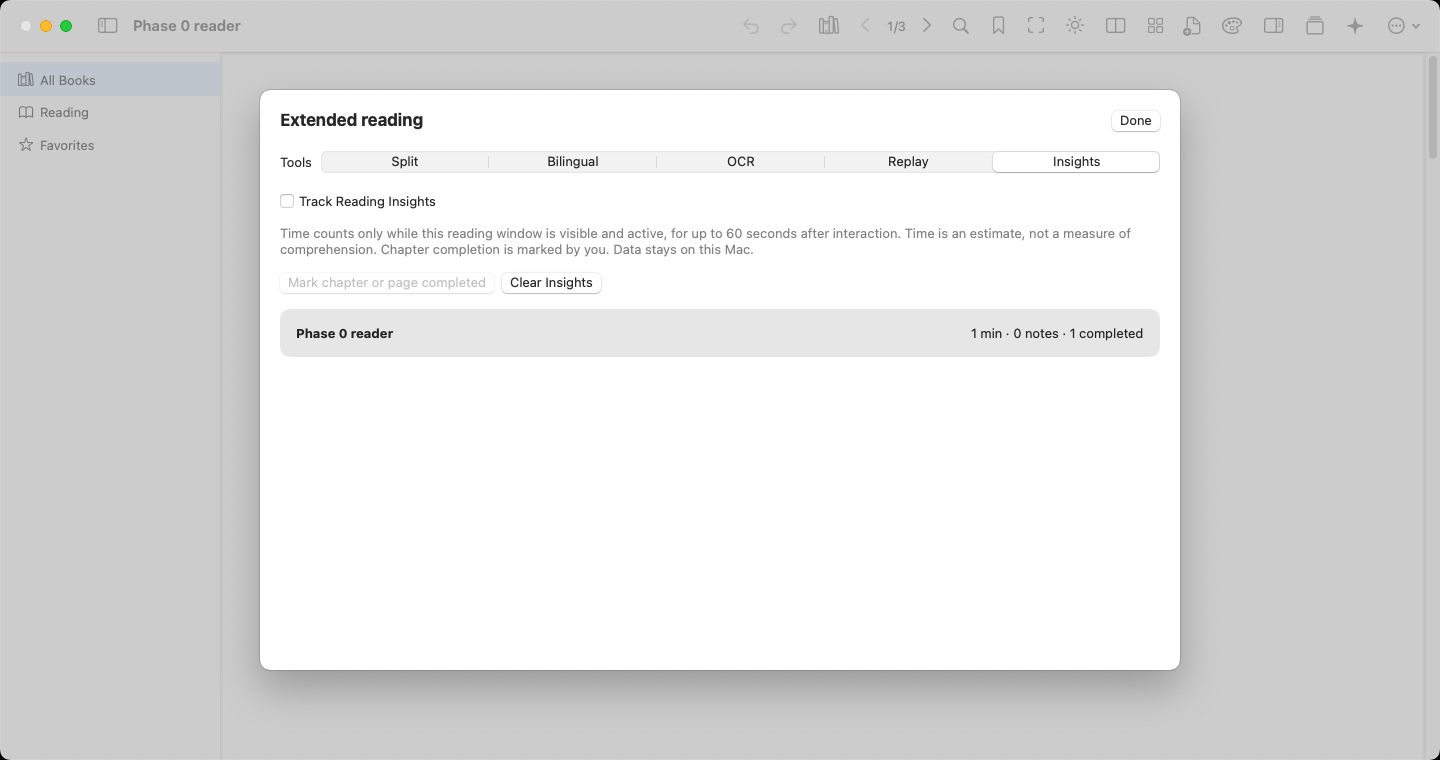 Phase 0 reader
1/3
All Books
Reading
Favorites
Extended reading
Done
Tools
Split
Bilingual
OCR
Replay
Insights
Track Reading Insights
Time counts only while this reading window is visible and active, for up to 60 seconds after interaction. Time is an estimate, not a measure of
comprehension. Chapter completion is marked by you. Data stays on this Mac.
Mark chapter or page completed
Clear Insights
Phase 0 reader
1 min · 0 notes · 1 completed